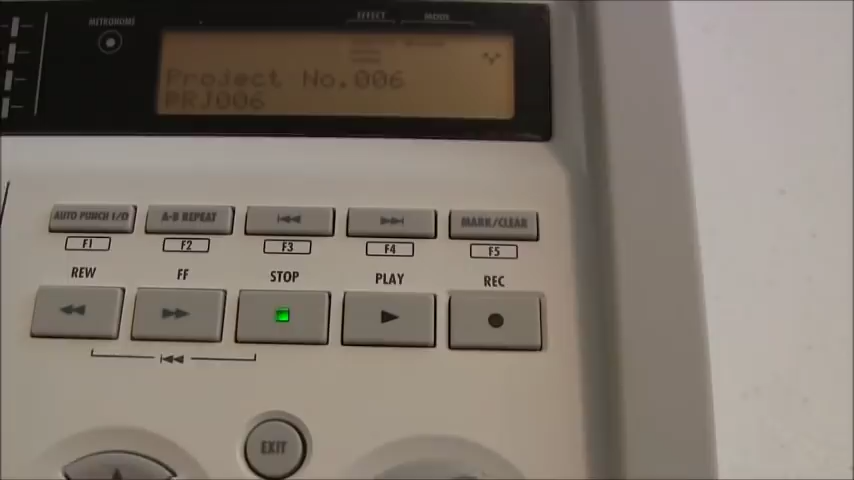 METRONOME
EFFECT MODE
Project No.006
PRJ006
AUTO PUNCH I/O A-B REPEAT MARK/CLEAR
F1 F2 F3 F4 F5
REW FF STOP PLAY REC
EXIT